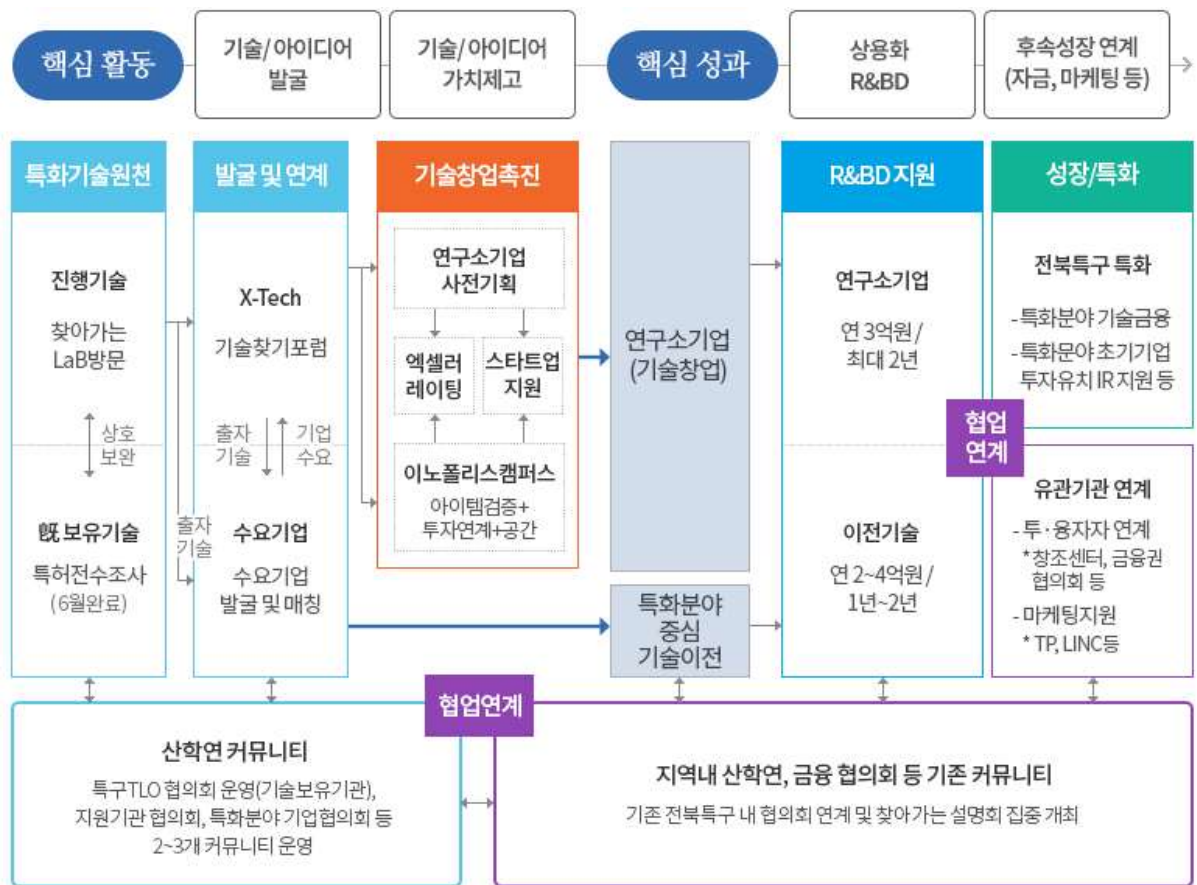 핵심 활동
기술/ 아이디어
발굴
기술/ 아이디어
가치제고
핵심 성과
상용화
R&BD
후속성장 연계
(자금, 마케팅 등)
특화기술원천
진행기술
찾아가는
LaB방문
상호
보완
旣 보유기술
특허전수조사
(6월완료)
출자
기술
발굴 및 연계
X-Tech
기술찾기포럼
출자
기술
기업
수요
수요기업
수요기업
발굴 및 매칭
기술창업촉진
연구소기업
사전기획
엑셀러
레이팅
스타트업
지원
이노폴리스캠퍼스
아이템검증+
투자연계+공간
연구소기업
(기술창업)
특화분야
중심
기술이전
R&BD 지원
연구소기업
연 3억원 /
최대 2년
이전기술
연 2~4억원 /
1년~2년
성장/특화
전북특구 특화
- 특화분야 기술금융
- 특화문야 초기기업
투자유치 IR 지원 등
협업
연계
유관기관 연계
- 투·융자자 연계
* 창조센터, 금융권
협의회 등
- 마케팅지원
* TP, LINC등
협업연계
산학연 커뮤니티
특구TLO 협의회 운영(기술보유기관),
지원기관 협의회, 특화분야 기업협의회 등
2~3개 커뮤니티 운영
지역내 산학연, 금융 협의회 등 기존 커뮤니티
기존 전북특구 내 협의회 연계 및 찾아가는 설명회 집중 개최